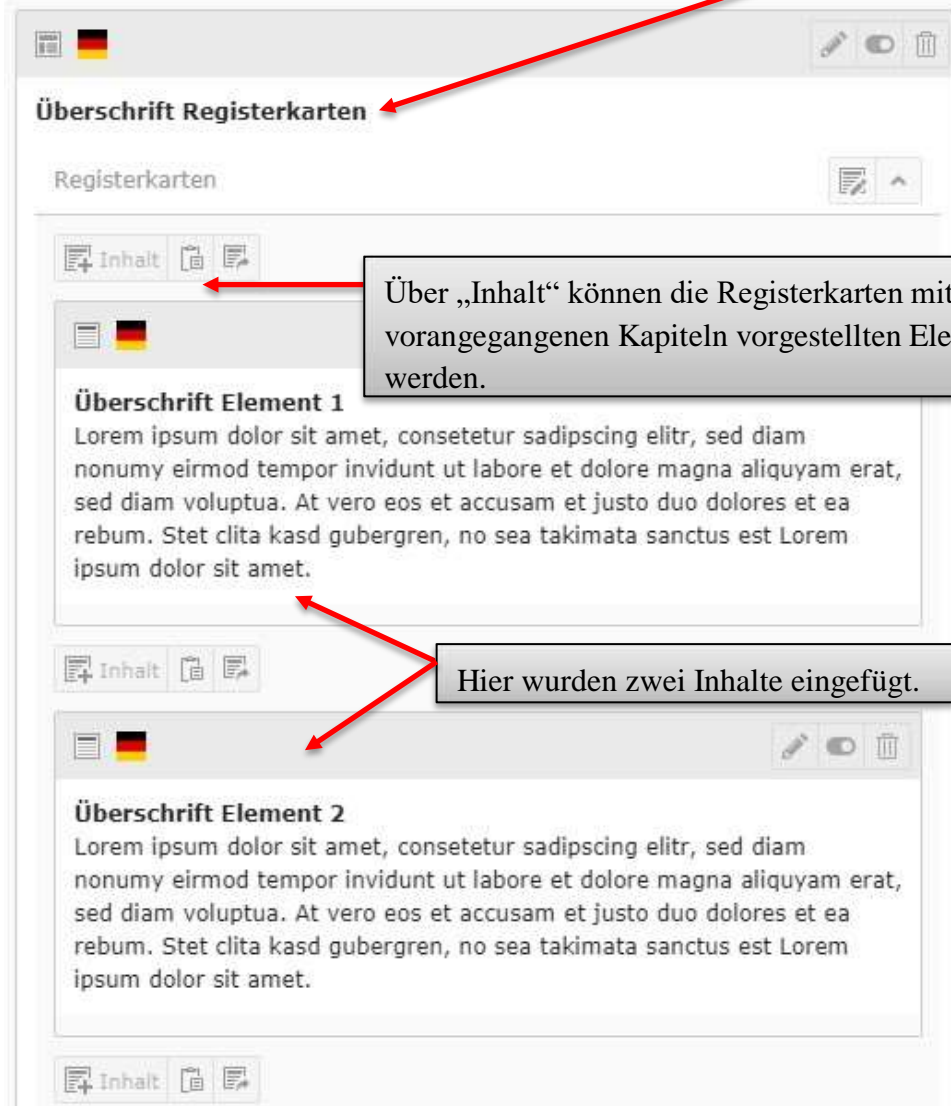 Überschrift Registerkarten
Registerkarten
Inhalt
Über „Inhalt“ können die Registerkarten mit
vorangegangenen Kapiteln vorgestellten Ele
werden.
Überschrift Element 1
Lorem ipsum dolor sit amet, consetetur sadipscing elitr, sed diam
nonumy eirmod tempor invidunt ut labore et dolore magna aliquyam erat,
sed diam voluptua. At vero eos et accusam et justo duo dolores et ea
rebum. Stet clita kasd gubergren, no sea takimata sanctus est Lorem
ipsum dolor sit amet.
Inhalt
Hier wurden zwei Inhalte eingefügt.
Überschrift Element 2
Lorem ipsum dolor sit amet, consetetur sadipscing elitr, sed diam
nonumy eirmod tempor invidunt ut labore et dolore magna aliquyam erat,
sed diam voluptua. At vero eos et accusam et justo duo dolores et ea
rebum. Stet clita kasd gubergren, no sea takimata sanctus est Lorem
ipsum dolor sit amet.
Inhalt